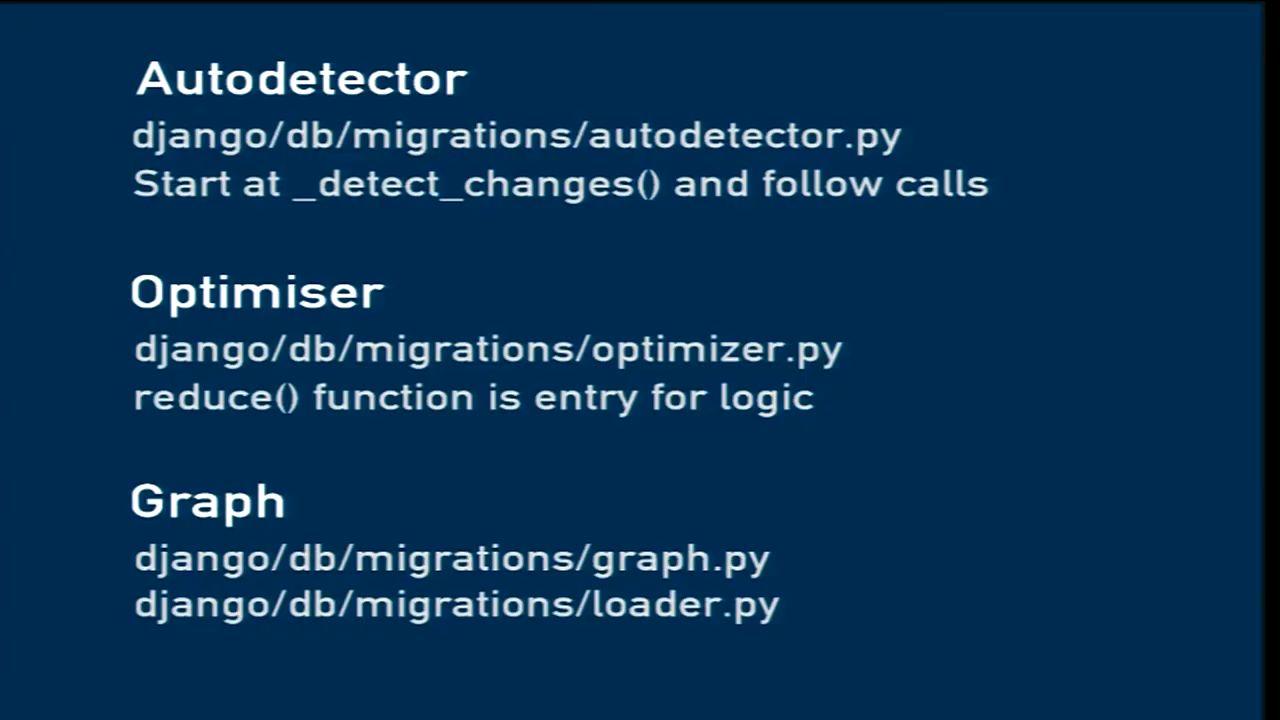 Autodetector
django/db/migrations/autodetector.py
Start at _detect_changes() and follow calls
Optimiser
django/db/migrations/optimizer.py
reduce() function is entry for logic
Graph
django/db/migrations/graph.py
django/db/migrations/loader.py